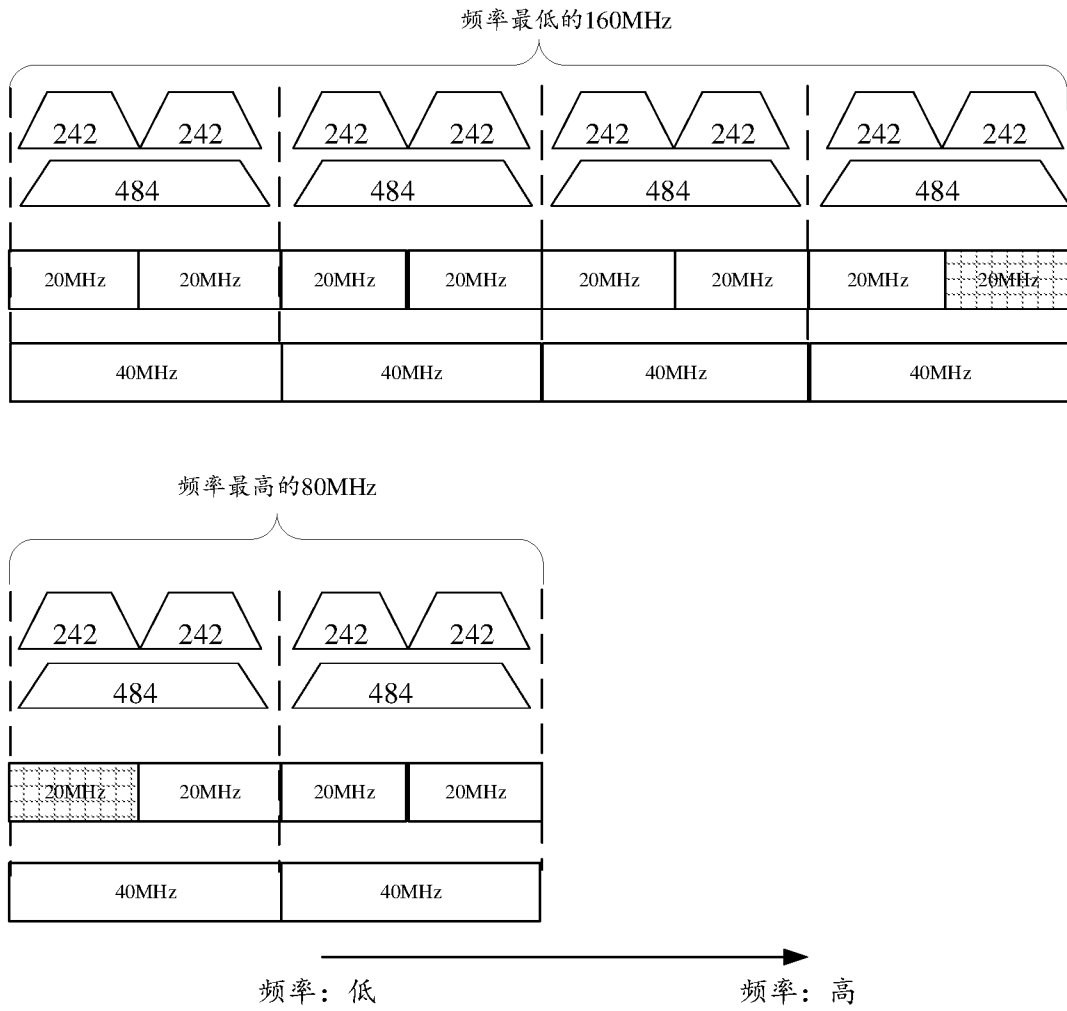 频率最低的160MHz
242 242 242 242 242 242 242 242
484 484 484 484
20MHz 20MHz 20MHz 20MHz 20MHz 20MHz 20MHz 20MHz
40MHz 40MHz 40MHz 40MHz
频率最高的80MHz
242 242 242 242
484 484
20MHz 20MHz 20MHz 20MHz
40MHz 40MHz
频率：低 频率：高